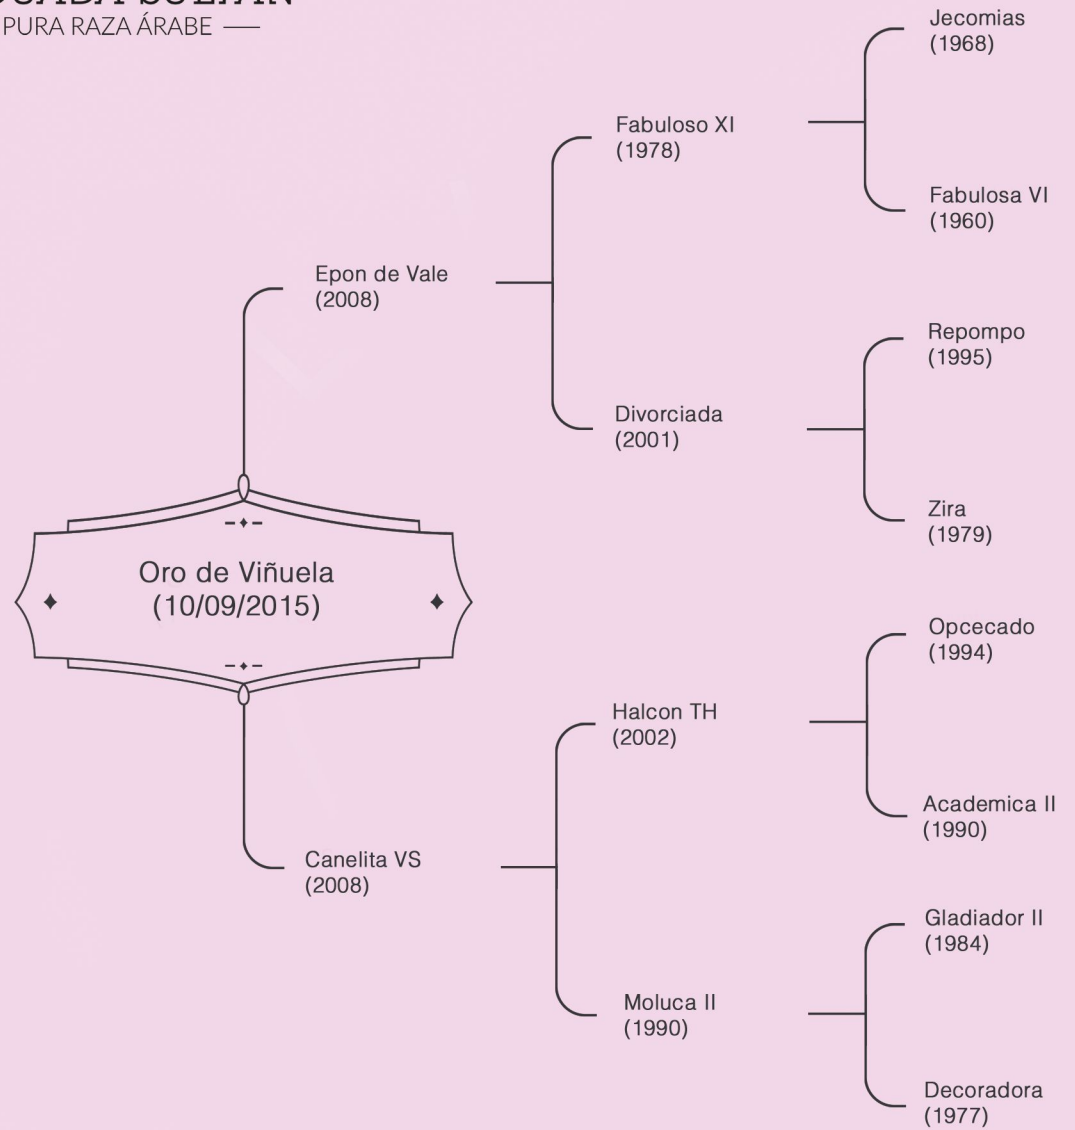 PURA RAZA ÁRABE
Jecomias
(1968)
Fabuloso XI
(1978)
Fabulosa VI
(1960)
Epon de Vale
(2008)
Repompo
(1995)
Divorciada
(2001)
Zira
(1979)
Oro de Viñuela
(10/09/2015)
Opcecado
(1994)
Halcon TH
(2002)
Academica II
(1990)
Canelita VS
(2008)
Gladiador II
(1984)
Moluca II
(1990)
Decoradora
(1977)